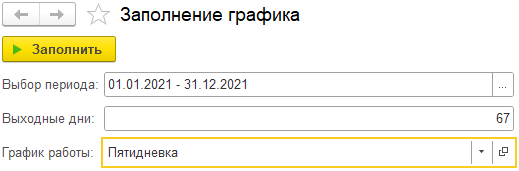 Заполнение графика
Заполнить
Выбор периода: 01.01.2021 - 31.12.2021 ...
Выходные дни: 67
График работы: Пятидневка